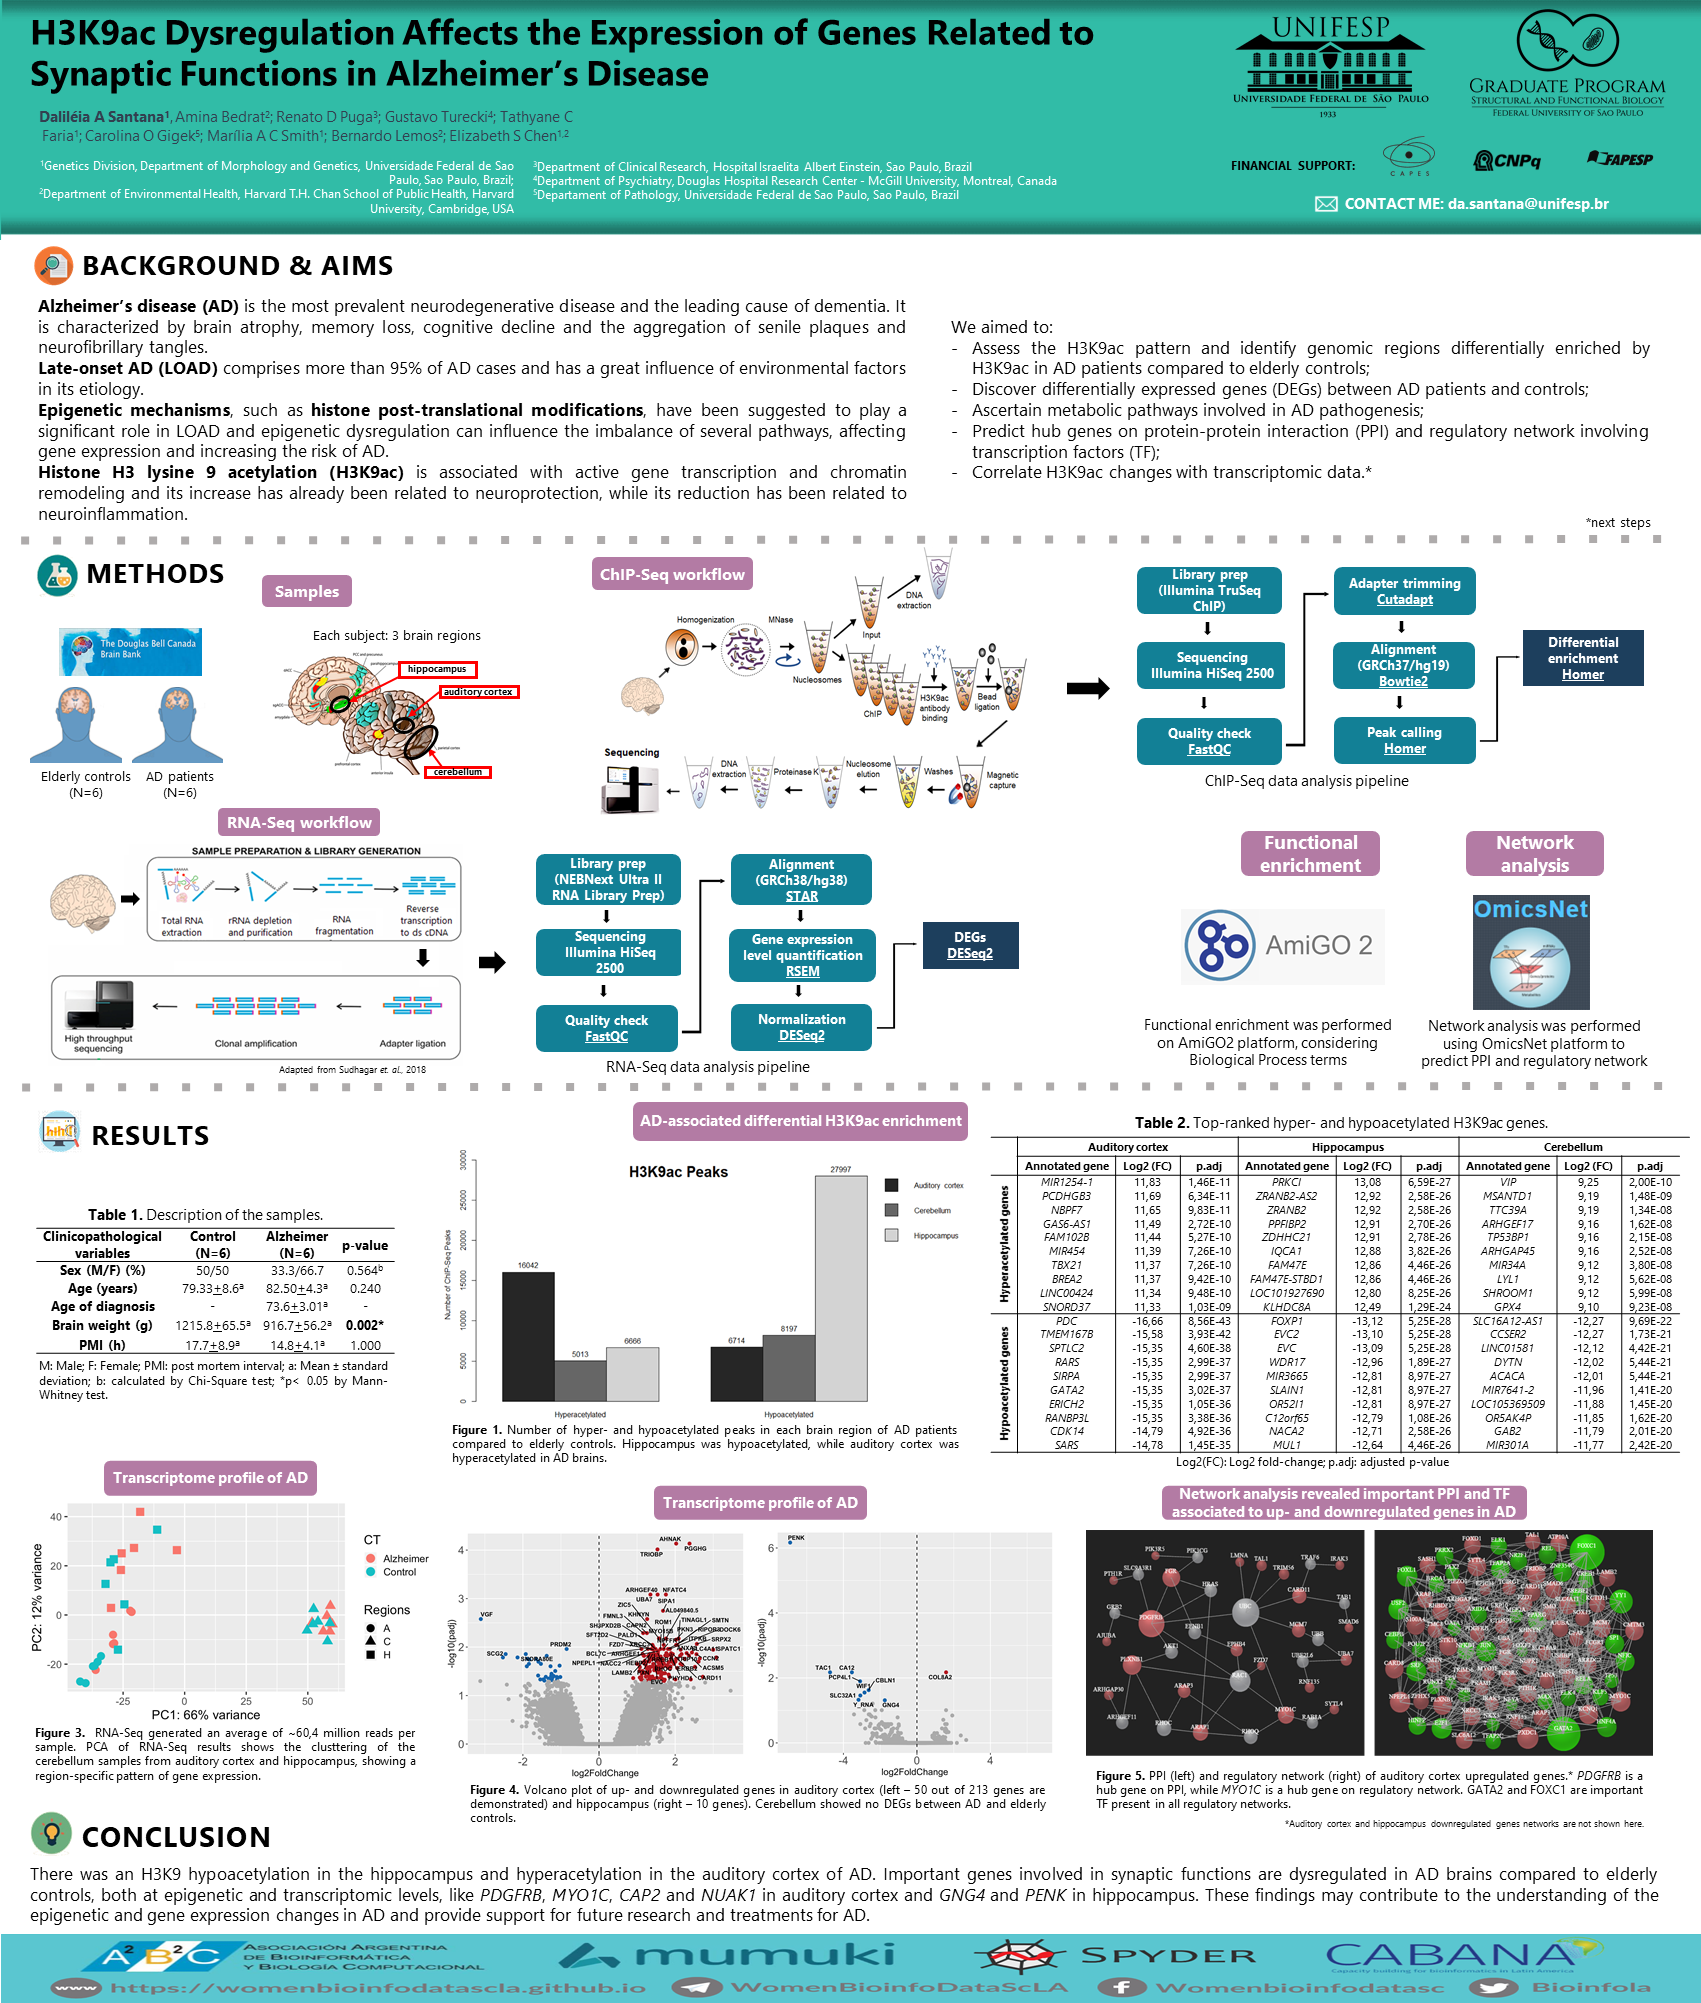 H3K9ac Dysregulation Affects the Expression of Genes Related to
Synaptic Functions in Alzheimer's Disease
Daliléia A Santana¹, Amina Bedrat²; Renato D Puga³; Gustavo Turecki⁴; Tathyane C
Faria¹; Carolina O Gigek⁵; Marília A C Smith¹; Bernardo Lemos²; Elizabeth S Chen¹·²
¹Genetics Division, Department of Morphology and Genetics, Universidade Federal de Sao
Paulo, Sao Paulo, Brazil;
²Department of Environmental Health, Harvard T.H. Chan School of Public Health, Harvard
University, Cambridge, USA
³Department of Clinical Research, Hospital Israelita Albert Einstein, Sao Paulo, Brazil
⁴Department of Psychiatry, Douglas Hospital Research Center - McGill University, Montreal, Canada
⁵Departament of Pathology, Universidade Federal de Sao Paulo, Sao Paulo, Brazil
UNIFESP
UNIVERSIDADE FEDERAL DE SÃO PAULO
1933
GRADUATE PROGRAM
STRUCTURAL AND FUNCTIONAL BIOLOGY
FEDERAL UNIVERSITY OF SAO PAULO
FINANCIAL SUPPORT:
CAPES
CNPq
FAPESP
CONTACT ME: da.santana@unifesp.br
BACKGROUND & AIMS
Alzheimer's disease (AD) is the most prevalent neurodegenerative disease and the leading cause of dementia. It
is characterized by brain atrophy, memory loss, cognitive decline and the aggregation of senile plaques and
neurofibrillary tangles.
Late-onset AD (LOAD) comprises more than 95% of AD cases and has a great influence of environmental factors
in its etiology.
Epigenetic mechanisms, such as histone post-translational modifications, have been suggested to play a
significant role in LOAD and epigenetic dysregulation can influence the imbalance of several pathways, affecting
gene expression and increasing the risk of AD.
Histone H3 lysine 9 acetylation (H3K9ac) is associated with active gene transcription and chromatin
remodeling and its increase has already been related to neuroprotection, while its reduction has been related to
neuroinflammation.
We aimed to:
- Assess the H3K9ac pattern and identify genomic regions differentially enriched by
H3K9ac in AD patients compared to elderly controls;
- Discover differentially expressed genes (DEGs) between AD patients and controls;
- Ascertain metabolic pathways involved in AD pathogenesis;
- Predict hub genes on protein-protein interaction (PPI) and regulatory network involving
transcription factors (TF);
- Correlate H3K9ac changes with transcriptomic data.*
*next steps
METHODS
Samples
The Douglas Bell Canada
Brain Bank
Elderly controls
(N=6)
AD patients
(N=6)
Each subject: 3 brain regions
hippocampus
auditory cortex
cerebellum
ChIP-Seq workflow
Homogenization
MNase
Nucleosomes
Input
DNA
extraction
ChIP
H3K9ac
antibody
binding
Bead
ligation
Magnetic
capture
Washes
Nucleosome
elution
Proteinase K
DNA
extraction
Sequencing
Library prep
(Illumina TruSeq
ChIP)
Sequencing
Illumina HiSeq 2500
Quality check
FastQC
Adapter trimming
Cutadapt
Alignment
(GRCh37/hg19)
Bowtie2
Peak calling
Homer
Differential
enrichment
Homer
ChIP-Seq data analysis pipeline
RNA-Seq workflow
SAMPLE PREPARATION & LIBRARY GENERATION
Total RNA
extraction
rRNA depletion
and purification
RNA
fragmentation
Reverse
transcription
to ds cDNA
High throughput
sequencing
Clonal amplification
Adapter ligation
Adapted from Sudhagar et. al., 2018
Library prep
(NEBNext Ultra II
RNA Library Prep)
Sequencing
Illumina HiSeq
2500
Quality check
FastQC
Alignment
(GRCh38/hg38)
STAR
Gene expression
level quantification
RSEM
Normalization
DESeq2
DEGs
DESeq2
RNA-Seq data analysis pipeline
Functional
enrichment
AmiGO 2
Functional enrichment was performed
on AmiGO2 platform, considering
Biological Process terms
Network
analysis
OmicsNet
Network analysis was performed
using OmicsNet platform to
predict PPI and regulatory network
RESULTS
Table 1. Description of the samples.
Clinicopathological variables Control (N=6) Alzheimer (N=6) p-value
Sex (M/F) (%) 50/50 33.3/66.7 0.564ᵇ
Age (years) 79.33+8.6ᵃ 82.50+4.3ᵃ 0.240
Age of diagnosis - 73.6+3.01ᵃ -
Brain weight (g) 1215.8+65.5ᵃ 916.7+56.2ᵃ 0.002*
PMI (h) 17.7+8.9ᵃ 14.8+4.1ᵃ 1.000
M: Male; F: Female; PMI: post mortem interval; a: Mean ± standard
deviation; b: calculated by Chi-Square test; *p< 0.05 by Mann-
Whitney test.
AD-associated differential H3K9ac enrichment
H3K9ac Peaks
Number of ChIP-Seq Peaks
0 5000 10000 15000 20000 25000 30000
16042
5013
6666
6714
8197
27997
Auditory cortex
Cerebellum
Hippocampus
Hyperacetylated
Hypoacetylated
Figure 1. Number of hyper- and hypoacetylated peaks in each brain region of AD patients
compared to elderly controls. Hippocampus was hypoacetylated, while auditory cortex was
hyperacetylated in AD brains.
Table 2. Top-ranked hyper- and hypoacetylated H3K9ac genes.
Auditory cortex Hippocampus Cerebellum
Annotated gene Log2 (FC) p.adj Annotated gene Log2 (FC) p.adj Annotated gene Log2 (FC) p.adj
Hyperacetylated genes
MIR1254-1 11,83 1,46E-11 PRKCI 13,08 6,59E-27 VIP 9,25 2,00E-10
PCDHGB3 11,69 6,34E-11 ZRANB2-AS2 12,92 2,58E-26 MSANTD1 9,19 1,48E-09
NBPF7 11,65 9,83E-11 ZRANB2 12,92 2,58E-26 TTC39A 9,19 1,34E-08
GAS6-AS1 11,49 2,72E-10 PPFIBP2 12,91 2,70E-26 ARHGEF17 9,16 1,62E-08
FAM102B 11,44 5,27E-10 ZDHHC21 12,91 2,78E-26 TP53BP1 9,16 2,15E-08
MIR454 11,39 7,26E-10 IQCA1 12,88 3,82E-26 ARHGAP45 9,16 2,52E-08
TBX21 11,37 7,26E-10 FAM47E 12,86 4,46E-26 MIR34A 9,12 3,80E-08
BREA2 11,37 9,42E-10 FAM47E-STBD1 12,86 4,46E-26 LYL1 9,12 5,62E-08
LINC00424 11,34 9,48E-10 LOC101927690 12,80 8,25E-26 SHROOM1 9,12 5,99E-08
SNORD37 11,33 1,03E-09 KLHDC8A 12,49 1,29E-24 GPX4 9,10 9,23E-08
Hypoacetylated genes
PDC -16,66 8,56E-43 FOXP1 -13,12 5,25E-28 SLC16A12-AS1 -12,27 9,69E-22
TMEM167B -15,58 3,93E-42 EVC2 -13,10 5,25E-28 CCSER2 -12,27 1,73E-21
SPTLC2 -15,35 4,60E-38 EVC -13,09 5,25E-28 LINC01581 -12,12 4,42E-21
RARS -15,35 2,99E-37 WDR17 -12,96 1,89E-27 DYTN -12,02 5,44E-21
SIRPA -15,35 2,99E-37 MIR3665 -12,81 8,97E-27 ACACA -12,01 5,44E-21
GATA2 -15,35 3,02E-37 SLAIN1 -12,81 8,97E-27 MIR7641-2 -11,96 1,41E-20
ERICH2 -15,35 1,05E-36 OR52I1 -12,81 8,97E-27 LOC105369509 -11,88 1,45E-20
RANBP3L -15,35 3,38E-36 C12orf65 -12,79 1,08E-26 OR5AK4P -11,85 1,62E-20
CDK14 -14,79 4,92E-36 NACA2 -12,71 2,58E-26 GAB2 -11,79 2,01E-20
SARS -14,78 1,45E-35 MUL1 -12,64 4,46E-26 MIR301A -11,77 2,42E-20
Log2(FC): Log2 fold-change; p.adj: adjusted p-value
Transcriptome profile of AD
PC2: 12% variance
40 20 0 -20
-25 0 25 50
PC1: 66% variance
CT
Alzheimer
Control
Regions
A
C
H
Figure 3. RNA-Seq generated an average of ~60,4 million reads per
sample. PCA of RNA-Seq results shows the clusttering of the
cerebellum samples from auditory cortex and hippocampus, showing a
region-specific pattern of gene expression.
Transcriptome profile of AD
-log10(padj)
AHNAK
PGGHG
TRIOBP
ARHGEF40 NFATC4
UBA7 SIPA1
VGF
SCG2
PRDM2
-2 0 2
log2FoldChange
-log10(padj)
PENK
TAC1 CA12
PCP4L1
CBLN1
WIF1
SLC32A1
Y_RNA GNG4
COL8A2
-4 0 4
log2FoldChange
Figure 4. Volcano plot of up- and downregulated genes in auditory cortex (left – 50 out of 213 genes are
demonstrated) and hippocampus (right – 10 genes). Cerebellum showed no DEGs between AD and elderly
controls.
Network analysis revealed important PPI and TF
associated to up- and downregulated genes in AD
Figure 5. PPI (left) and regulatory network (right) of auditory cortex upregulated genes.* PDGFRB is a
hub gene on PPI, while MYO1C is a hub gene on regulatory network. GATA2 and FOXC1 are important
TF present in all regulatory networks.
*Auditory cortex and hippocampus downregulated genes networks are not shown here.
CONCLUSION
There was an H3K9 hypoacetylation in the hippocampus and hyperacetylation in the auditory cortex of AD. Important genes involved in synaptic functions are dysregulated in AD brains compared to elderly
controls, both at epigenetic and transcriptomic levels, like PDGFRB, MYO1C, CAP2 and NUAK1 in auditory cortex and GNG4 and PENK in hippocampus. These findings may contribute to the understanding of the
epigenetic and gene expression changes in AD and provide support for future research and treatments for AD.
A²B²C
ASOCIACIÓN ARGENTINA
DE BIOINFORMÁTICA
Y BIOLOGÍA COMPUTACIONAL
mumuki
SPYDER
CABANA
Capacity building for bioinformatics in Latin America
www https://womenbioinfodatascla.github.io
WomenBioinfoDataScLA
Womenbioinfodatasc
Bioinfola